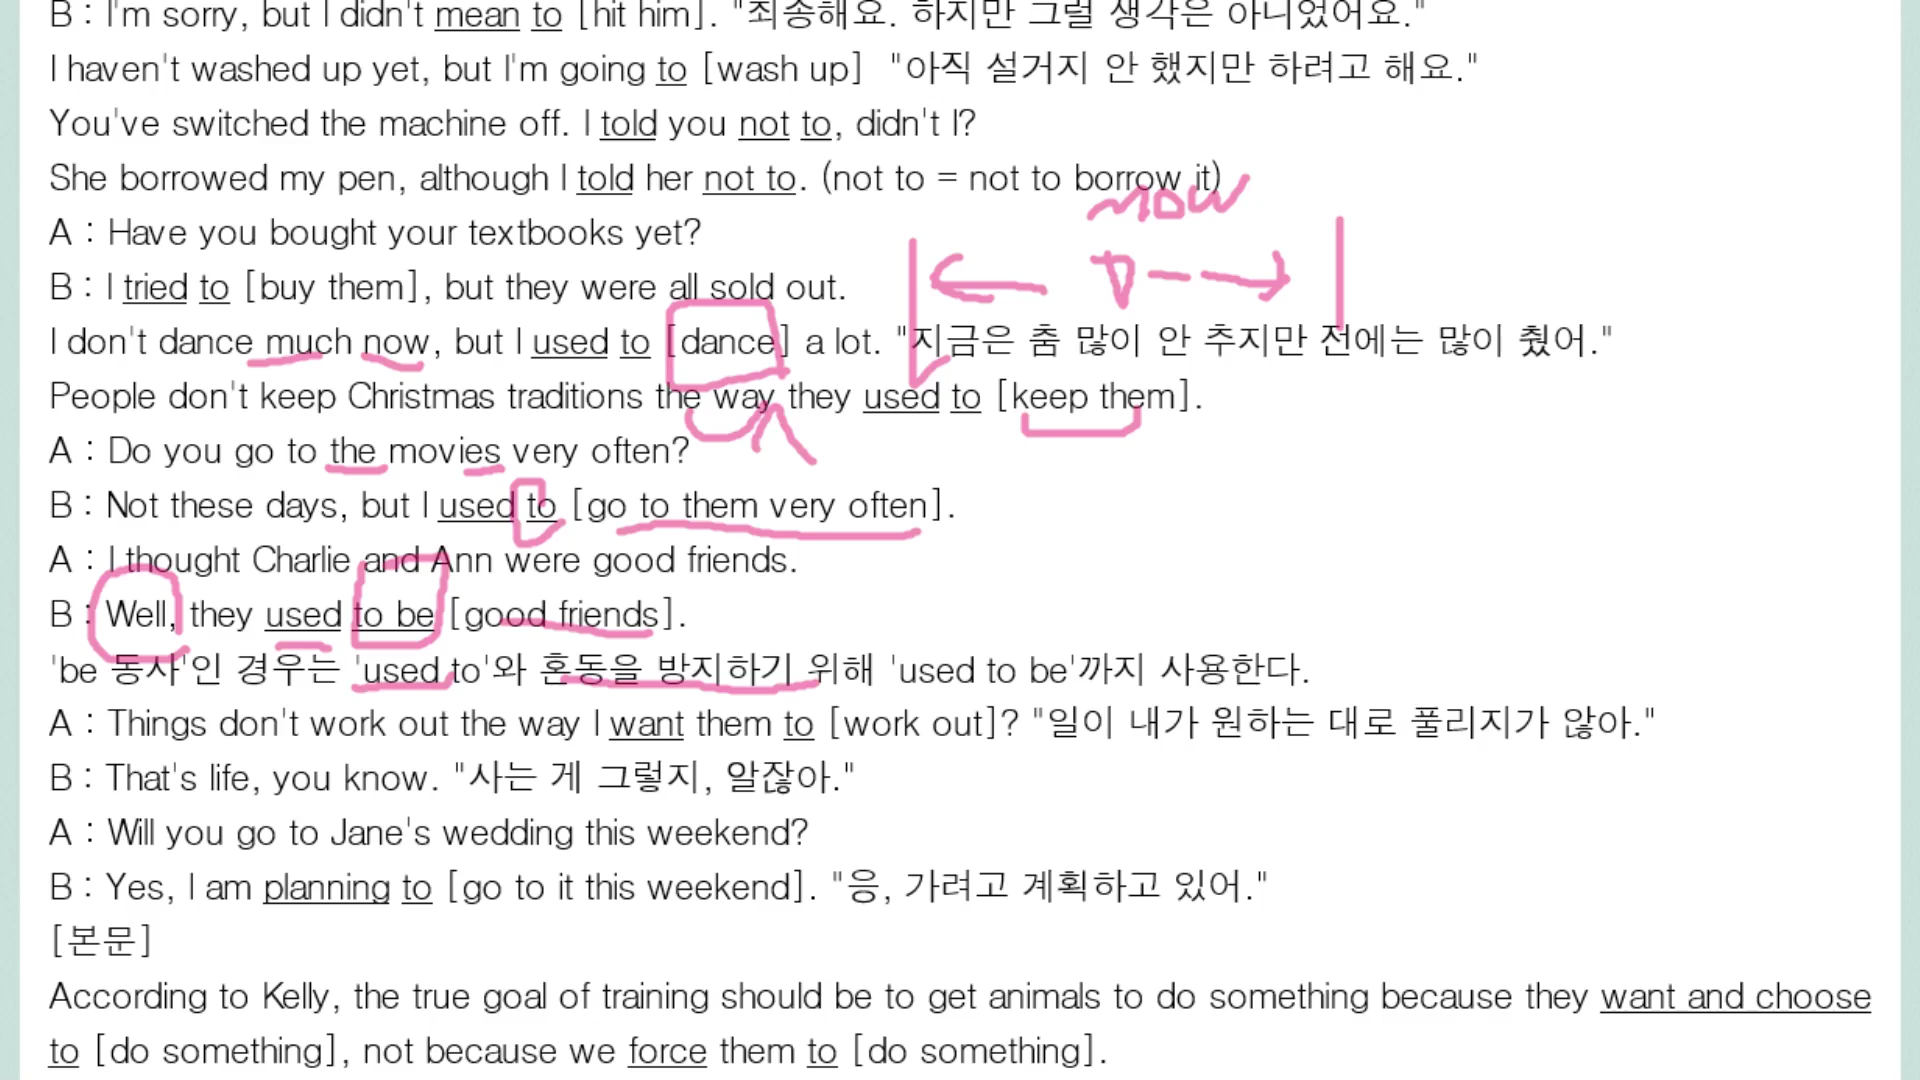 B : I'm sorry, but I didn't mean to [hit him]. "죄송해요. 하지만 그럴 생각은 아니었어요."
I haven't washed up yet, but I'm going to [wash up] "아직 설거지 안 했지만 하려고 해요."
You've switched the machine off. I told you not to, didn't I?
She borrowed my pen, although I told her not to. (not to = not to borrow it)
now
A : Have you bought your textbooks yet?
B : I tried to [buy them], but they were all sold out.
I don't dance much now, but I used to [dance] a lot. "지금은 춤 많이 안 추지만 전에는 많이 췄어."
People don't keep Christmas traditions the way they used to [keep them].
A : Do you go to the movies very often?
B : Not these days, but I used to [go to them very often].
A : I thought Charlie and Ann were good friends.
B : Well, they used to be [good friends].
'be 동사'인 경우는 'used to'와 혼동을 방지하기 위해 'used to be'까지 사용한다.
A : Things don't work out the way I want them to [work out]? "일이 내가 원하는 대로 풀리지가 않아."
B : That's life, you know. "사는 게 그렇지, 알잖아."
A : Will you go to Jane's wedding this weekend?
B : Yes, I am planning to [go to it this weekend]. "응, 가려고 계획하고 있어."
[본문]
According to Kelly, the true goal of training should be to get animals to do something because they want and choose
to [do something], not because we force them to [do something].